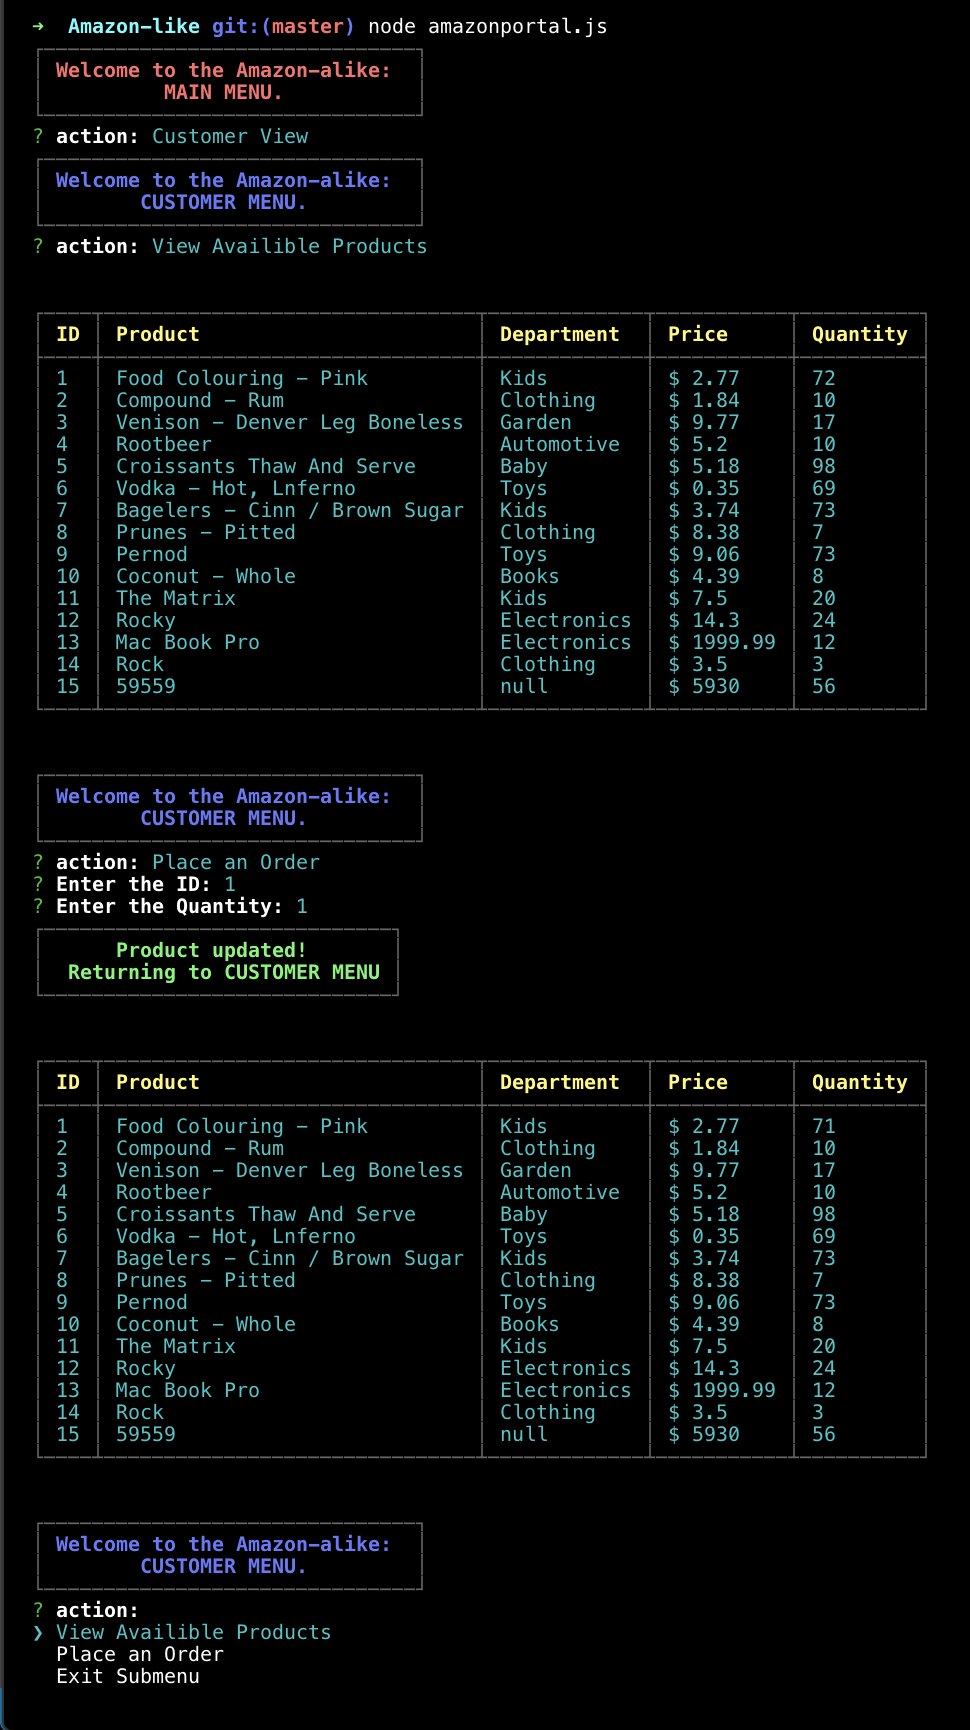 ➜  Amazon-like git:(master) node amazonportal.js
Welcome to the Amazon-alike:
MAIN MENU.
? action: Customer View
Welcome to the Amazon-alike:
CUSTOMER MENU.
? action: View Availible Products
ID Product Department Price Quantity
1 Food Colouring - Pink Kids $ 2.77 72
2 Compound - Rum Clothing $ 1.84 10
3 Venison - Denver Leg Boneless Garden $ 9.77 17
4 Rootbeer Automotive $ 5.2 10
5 Croissants Thaw And Serve Baby $ 5.18 98
6 Vodka - Hot, Lnferno Toys $ 0.35 69
7 Bagelers - Cinn / Brown Sugar Kids $ 3.74 73
8 Prunes - Pitted Clothing $ 8.38 7
9 Pernod Toys $ 9.06 73
10 Coconut - Whole Books $ 4.39 8
11 The Matrix Kids $ 7.5 20
12 Rocky Electronics $ 14.3 24
13 Mac Book Pro Electronics $ 1999.99 12
14 Rock Clothing $ 3.5 3
15 59559 null $ 5930 56
Welcome to the Amazon-alike:
CUSTOMER MENU.
? action: Place an Order
? Enter the ID: 1
? Enter the Quantity: 1
Product updated!
Returning to CUSTOMER MENU
ID Product Department Price Quantity
1 Food Colouring - Pink Kids $ 2.77 71
2 Compound - Rum Clothing $ 1.84 10
3 Venison - Denver Leg Boneless Garden $ 9.77 17
4 Rootbeer Automotive $ 5.2 10
5 Croissants Thaw And Serve Baby $ 5.18 98
6 Vodka - Hot, Lnferno Toys $ 0.35 69
7 Bagelers - Cinn / Brown Sugar Kids $ 3.74 73
8 Prunes - Pitted Clothing $ 8.38 7
9 Pernod Toys $ 9.06 73
10 Coconut - Whole Books $ 4.39 8
11 The Matrix Kids $ 7.5 20
12 Rocky Electronics $ 14.3 24
13 Mac Book Pro Electronics $ 1999.99 12
14 Rock Clothing $ 3.5 3
15 59559 null $ 5930 56
Welcome to the Amazon-alike:
CUSTOMER MENU.
? action:
❯ View Availible Products
Place an Order
Exit Submenu